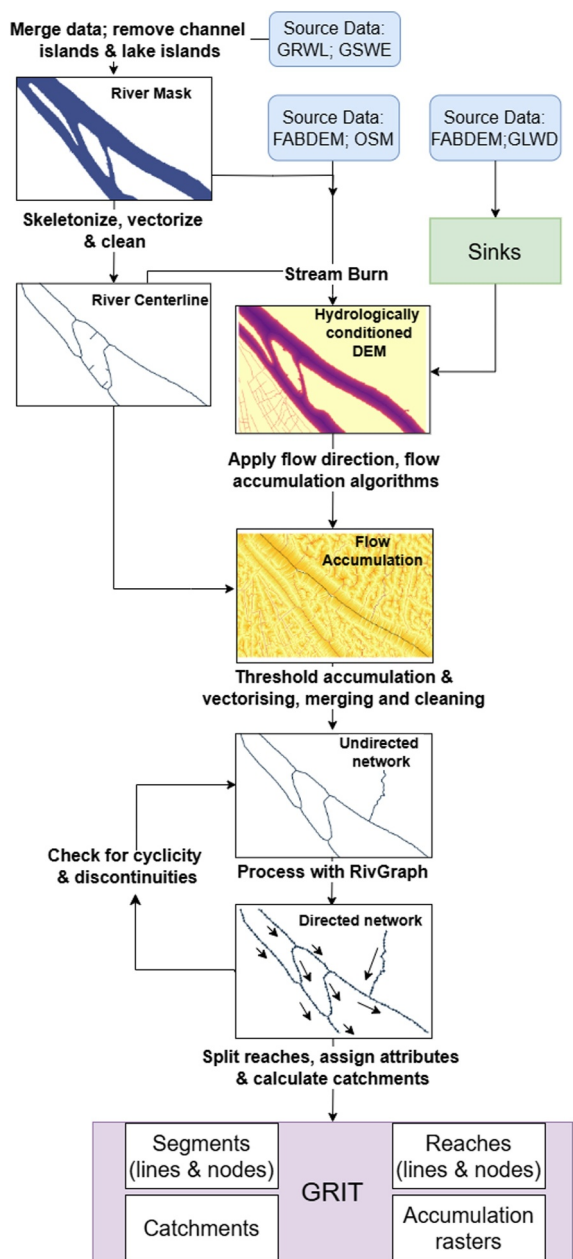 Merge data; remove channel
islands & lake islands
Source Data:
GRWL; GSWE
River Mask
Source Data:
FABDEM; OSM
Source Data:
FABDEM;GLWD
Skeletonize, vectorize
& clean
Sinks
Stream Burn
River Centerline
Hydrologically
conditioned
DEM
Apply flow direction, flow
accumulation algorithms
Flow
Accumulation
Threshold accumulation &
vectorising, merging and cleaning
Undirected
network
Check for cyclicity
& discontinuities
Process with RivGraph
Directed network
Split reaches, assign attributes
& calculate catchments
Segments
(lines & nodes)
Reaches
(lines & nodes)
GRIT
Catchments
Accumulation
rasters